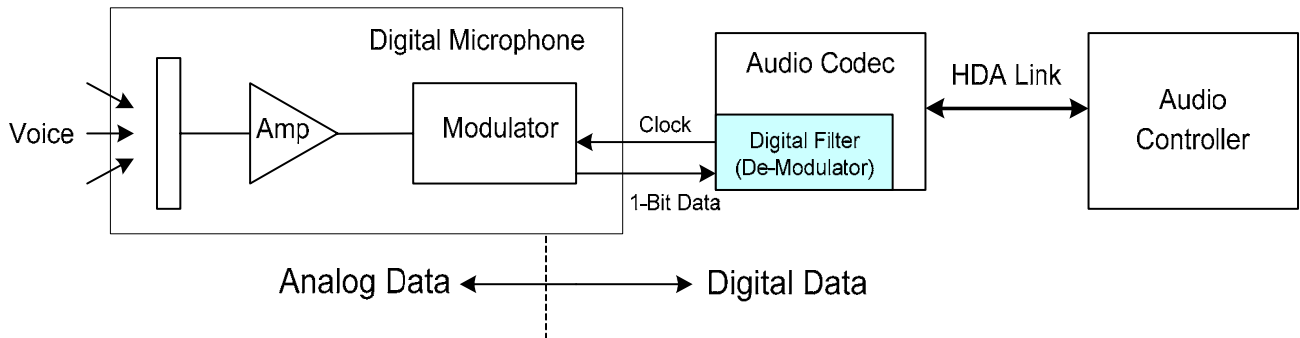 Digital Microphone
Voice
Amp
Modulator
Clock
1-Bit Data
Audio Codec
Digital Filter
(De-Modulator)
HDA Link
Audio
Controller
Analog Data
Digital Data